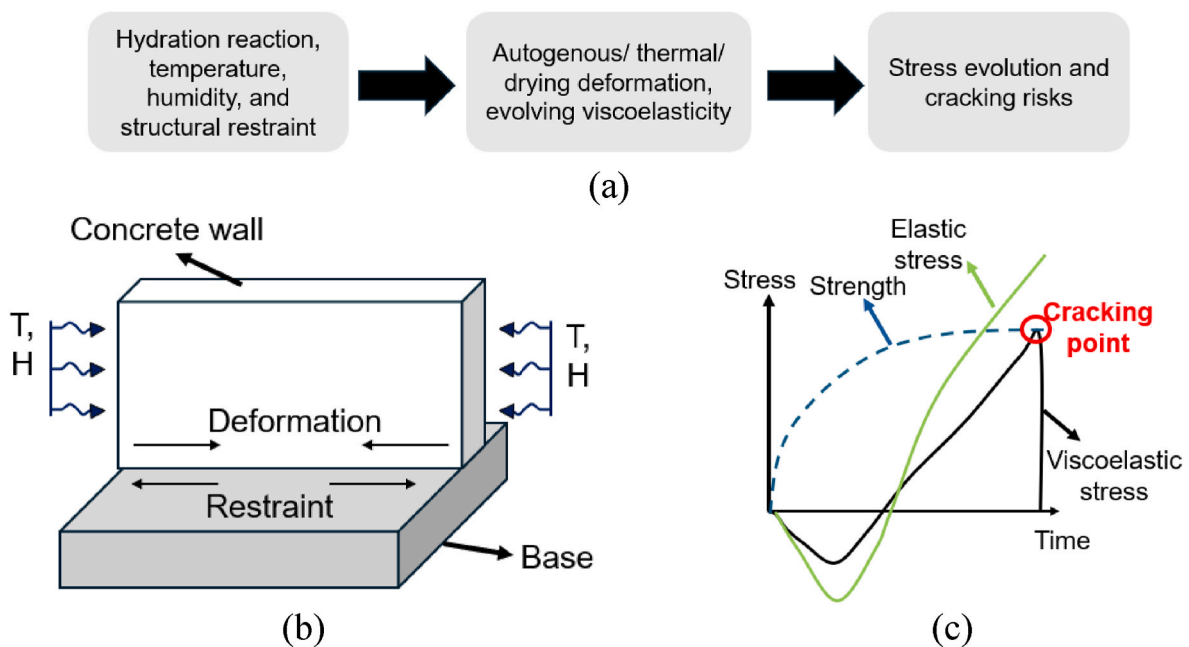 Hydration reaction,
temperature,
humidity, and
structural restraint
Autogenous/ thermal/
drying deformation,
evolving viscoelasticity
Stress evolution and
cracking risks
(a)
Concrete wall
T,
H
T,
H
Deformation
Restraint
Base
(b)
Elastic
stress
Stress
Strength
Cracking
point
Viscoelastic
stress
Time
(c)